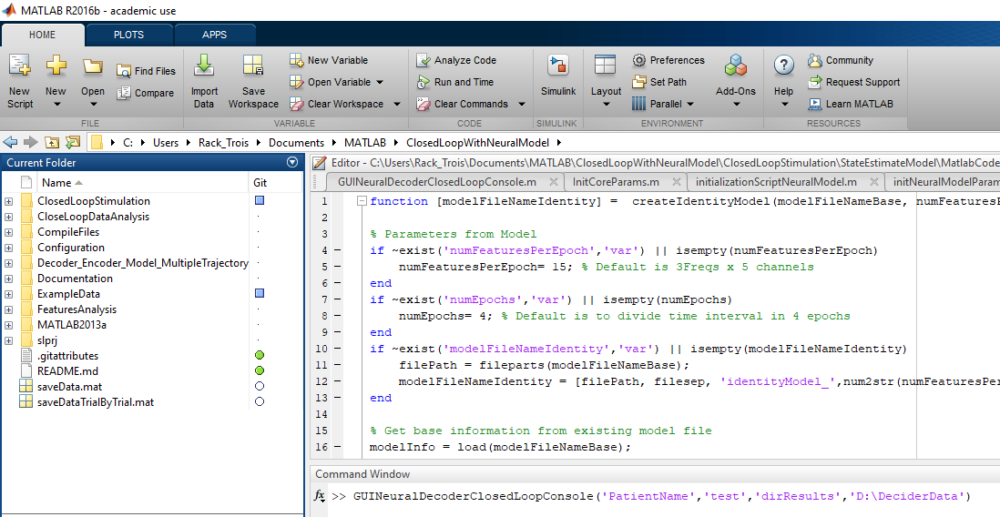 MATLAB R2016b - academic use
HOME PLOTS APPS
New Script New Open Find Files Compare
Import Data Save Workspace New Variable Open Variable Clear Workspace
Analyze Code Run and Time Clear Commands
Simulink
Layout Preferences Set Path Parallel Add-Ons
Help Community Request Support Learn MATLAB
FILE VARIABLE CODE SIMULINK ENVIRONMENT RESOURCES
C: Users Rack_Trois Documents MATLAB ClosedLoopWithNeuralModel
Current Folder
Name Git
ClosedLoopStimulation
CloseLoopDataAnalysis
CompileFiles
Configuration
Decoder_Encoder_Model_MultipleTrajectory
Documentation
ExampleData
FeaturesAnalysis
MATLAB2013a
slprj
.gitattributes
README.md
saveData.mat
saveDataTrialByTrial.mat
Editor - C:\Users\Rack_Trois\Documents\MATLAB\ClosedLoopWithNeuralModel\ClosedLoopStimulation\StateEstimateModel\MatlabCode
GUINeuralDecoderClosedLoopConsole.m InitCoreParams.m initializationScriptNeuralModel.m initNeuralModelParam
1 function [modelFileNameIdentity] = createIdentityModel(modelFileNameBase, numFeaturesP
2
3 % Parameters from Model
4 if ~exist('numFeaturesPerEpoch','var') || isempty(numFeaturesPerEpoch)
5 numFeaturesPerEpoch= 15; % Default is 3Freqs x 5 channels
6 end
7 if ~exist('numEpochs','var') || isempty(numEpochs)
8 numEpochs= 4; % Default is to divide time interval in 4 epochs
9 end
10 if ~exist('modelFileNameIdentity','var') || isempty(modelFileNameIdentity)
11 filePath = fileparts(modelFileNameBase);
12 modelFileNameIdentity = [filePath, filesep, 'identityModel_',num2str(numFeaturesPer
13 end
14
15 % Get base information from existing model file
16 modelInfo = load(modelFileNameBase);
Command Window
fx >> GUINeuralDecoderClosedLoopConsole('PatientName','test','dirResults','D:\DeciderData')